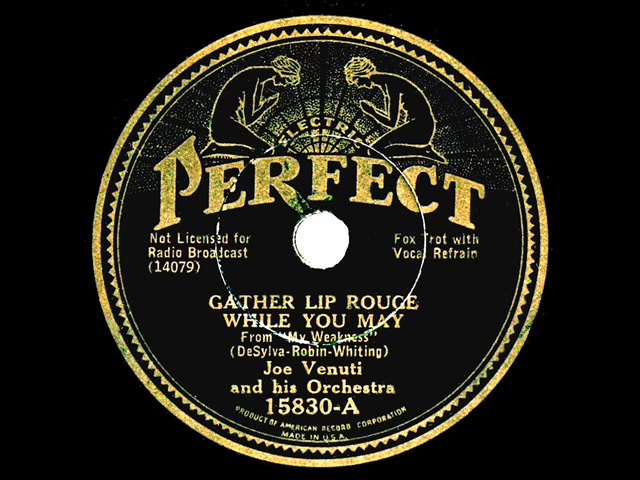 ELECTRIC
PERFECT
Not Licensed for
Radio Broadcast
(14079)
Fox Trot with
Vocal Refrain
GATHER LIP ROUGE
WHILE YOU MAY
From "My Weakness"
(DeSylva-Robin-Whiting)
Joe Venuti
and his Orchestra
15830-A
PRODUCT OF AMERICAN RECORD CORPORATION
MADE IN U.S.A.